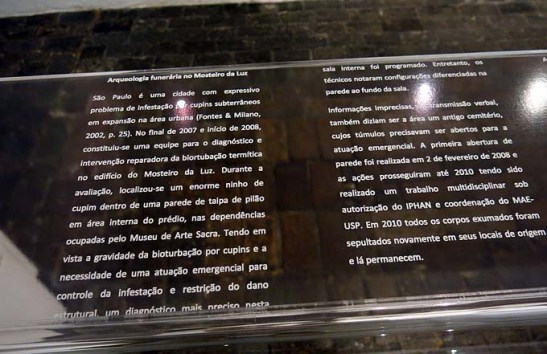 Arqueologia funerária no Mosteiro da Luz
São Paulo é uma cidade com expressivo
problema de infestação por cupins subterrâneos
em expansão na área urbana (Fontes & Milano,
2002, p. 25). No final de 2007 e início de 2008,
constituiu-se uma equipe para o diagnóstico e
intervenção reparadora da biortubação termítica
no edifício do Mosteiro da Luz. Durante a
avaliação, localizou-se um enorme ninho de
cupim dentro de uma parede de taipa de pilão
em área interna do prédio, nas dependências
ocupadas pelo Museu de Arte Sacra. Tendo em
vista a gravidade da bioturbação por cupins e a
necessidade de uma atuação emergencial para
controle da infestação e restrição do dano
estrutural, um diagnóstico mais preciso nesta
sala interna foi programado. Entretanto, os
técnicos notaram configurações diferenciadas na
parede ao fundo da sala.
Informações imprecisas, transmissão verbal,
também diziam ser a área um antigo cemitério,
cujos túmulos precisavam ser abertos para a
atuação emergencial. A primeira abertura de
parede foi realizada em 2 de fevereiro de 2008 e
as ações prosseguiram até 2010 tendo sido
realizado um trabalho multidisciplinar sob
autorização do IPHAN e coordenação do MAE-
USP. Em 2010 todos os corpos exumados foram
sepultados novamente em seus locais de origem
e lá permanecem.